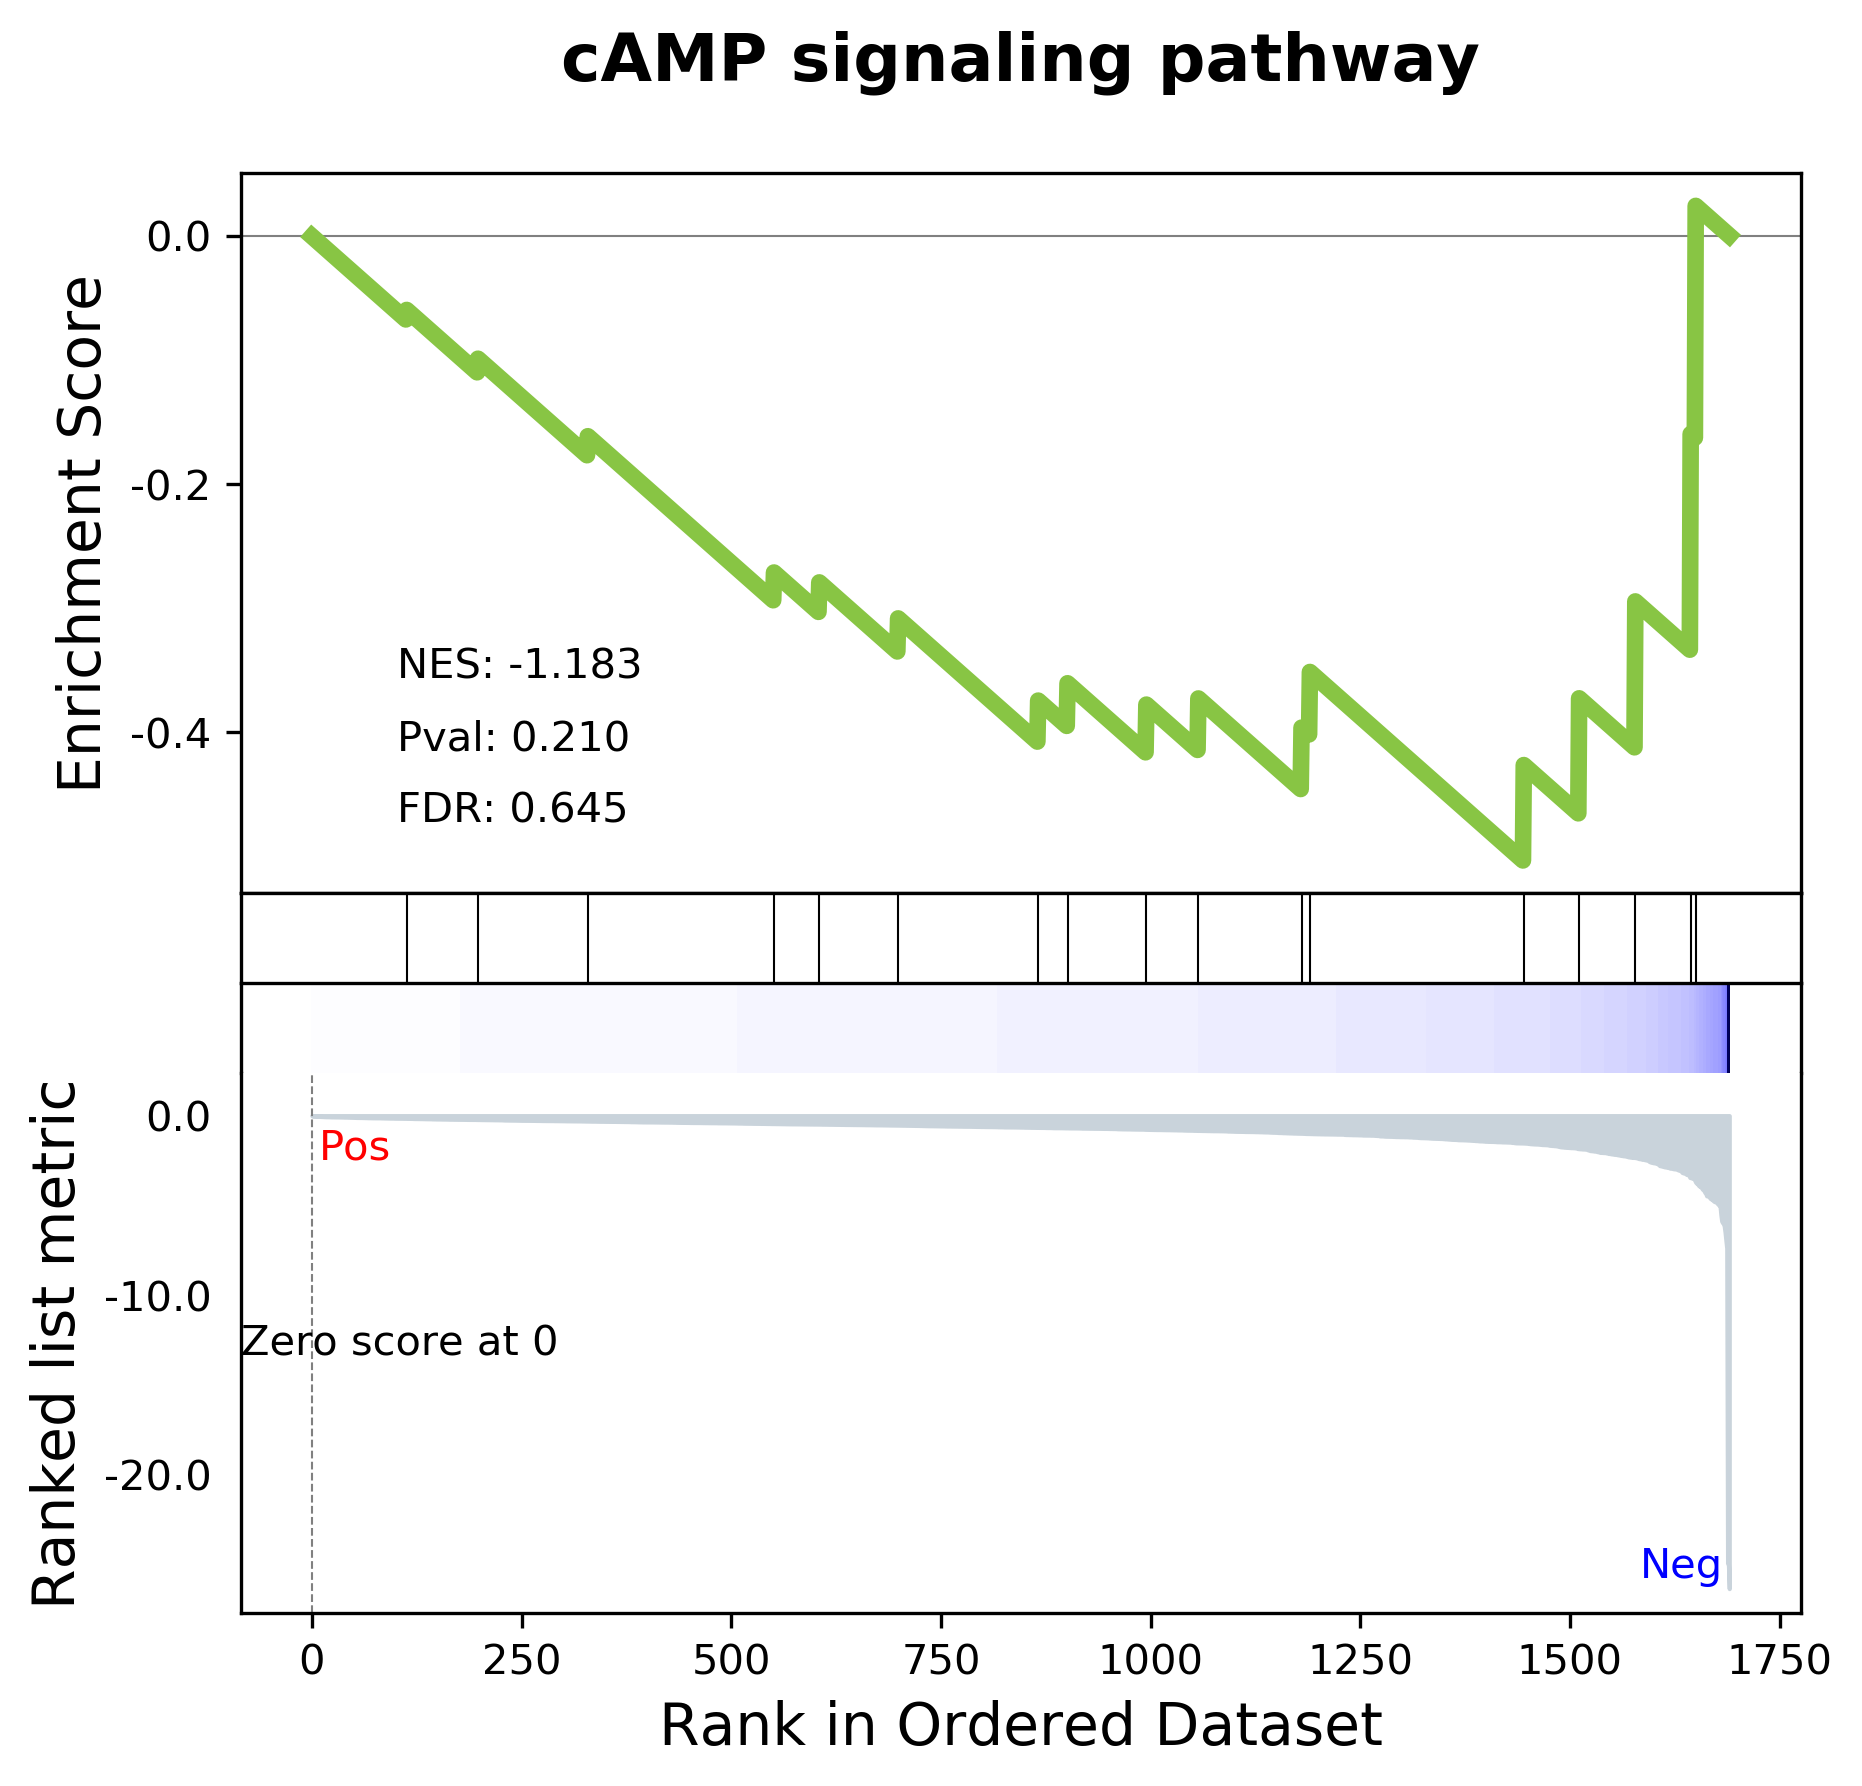 cAMP signaling pathway
Enrichment Score
0.0
-0.2
-0.4
NES: -1.183
Pval: 0.210
FDR: 0.645
Ranked list metric
0.0
-10.0
-20.0
Pos
Zero score at 0
Neg
0 250 500 750 1000 1250 1500 1750
Rank in Ordered Dataset